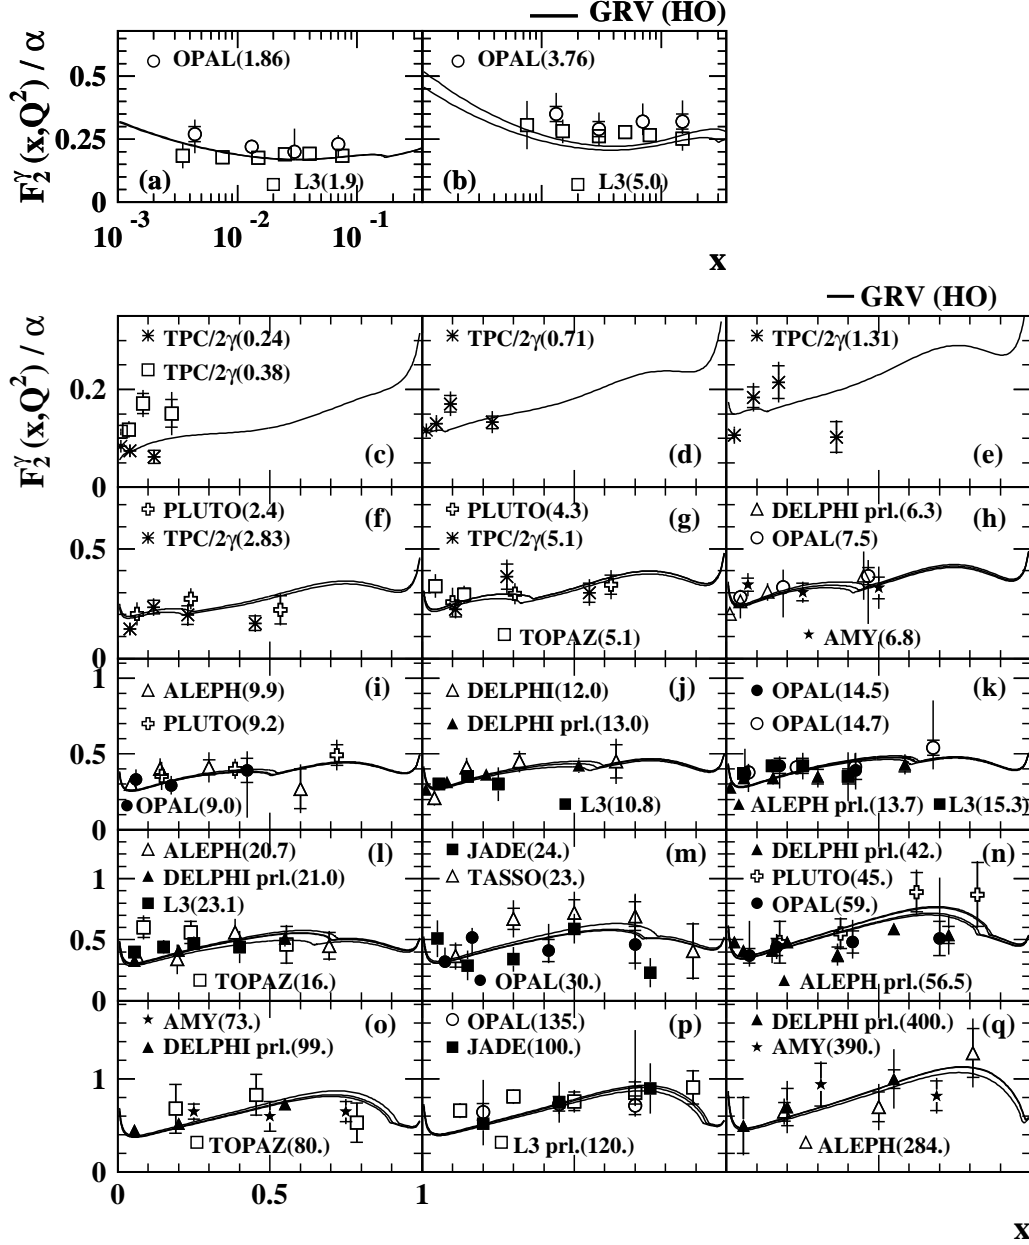 GRV (HO)
F₂^γ(x,Q²) / α
0.5
0.25
0
OPAL(1.86)
L3(1.9)
(a)
OPAL(3.76)
L3(5.0)
(b)
10⁻³ 10⁻² 10⁻¹
x
GRV (HO)
F₂^γ(x,Q²) / α
0.2
0
TPC/2γ(0.24)
TPC/2γ(0.38)
(c)
TPC/2γ(0.71)
(d)
TPC/2γ(1.31)
(e)
0.5
0
PLUTO(2.4)
TPC/2γ(2.83)
(f)
PLUTO(4.3)
TPC/2γ(5.1)
(g)
TOPAZ(5.1)
DELPHI prl.(6.3)
OPAL(7.5)
(h)
AMY(6.8)
1
0.5
0
ALEPH(9.9)
PLUTO(9.2)
(i)
OPAL(9.0)
DELPHI(12.0)
DELPHI prl.(13.0)
(j)
L3(10.8)
OPAL(14.5)
OPAL(14.7)
(k)
ALEPH prl.(13.7) L3(15.3)
1
0.5
0
ALEPH(20.7)
DELPHI prl.(21.0)
L3(23.1)
(l)
TOPAZ(16.)
JADE(24.)
TASSO(23.)
(m)
OPAL(30.)
DELPHI prl.(42.)
PLUTO(45.)
OPAL(59.)
(n)
ALEPH prl.(56.5)
1
0
AMY(73.)
DELPHI prl.(99.)
(o)
TOPAZ(80.)
OPAL(135.)
JADE(100.)
(p)
L3 prl.(120.)
DELPHI prl.(400.)
AMY(390.)
(q)
ALEPH(284.)
0 0.5 1
x